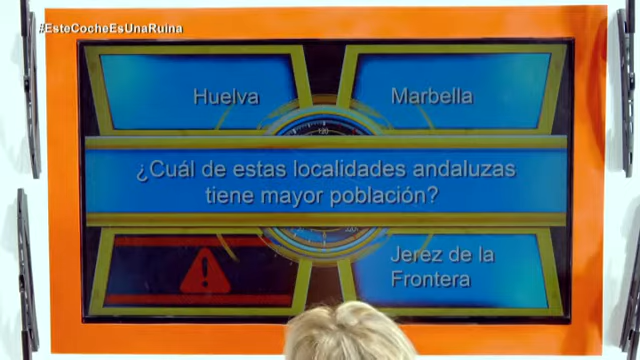 #EsteCocheEsUnaRuina
Huelva
Marbella
¿Cuál de estas localidades andaluzas
tiene mayor población?
Jerez de la
Frontera